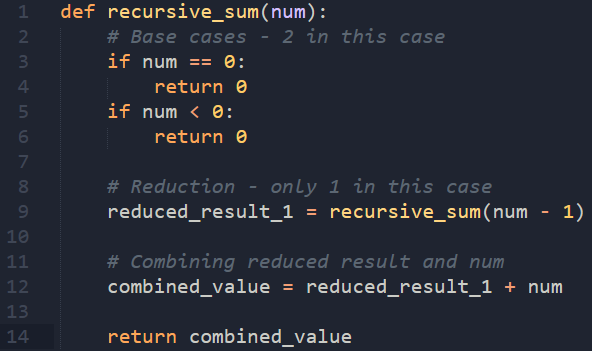 1 def recursive_sum(num):
2     # Base cases - 2 in this case
3     if num == 0:
4         return 0
5     if num < 0:
6         return 0
7
8     # Reduction - only 1 in this case
9     reduced_result_1 = recursive_sum(num - 1)
10
11     # Combining reduced result and num
12     combined_value = reduced_result_1 + num
13
14     return combined_value